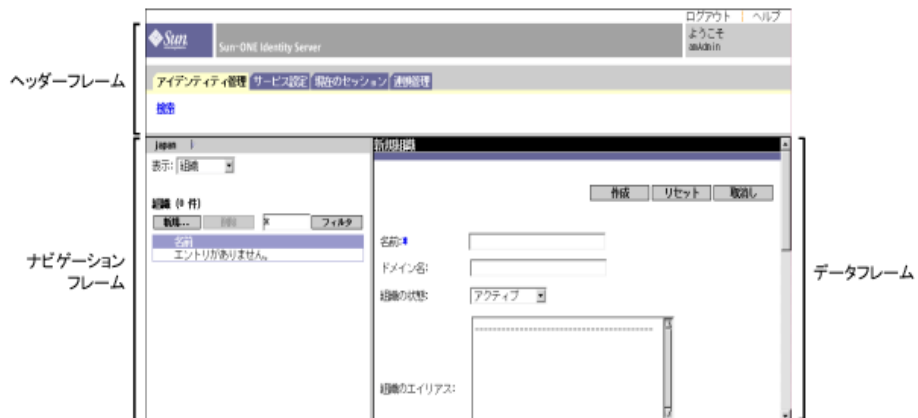 ログアウト | ヘルプ
Sun
Sun ONE Identity Server
ようこそ
amAdmin
ヘッダーフレーム
アイデンティティ管理 サービス設定 現在のセッション 連携管理
検索
japan
表示: 組織
組織 (0 件)
新規... 削除 * フィルタ
名前
エントリがありません。
ナビゲーション
フレーム
新規組織
作成 リセット 取消し
名前:*
ドメイン名:
組織の状態: アクティブ
組織のエイリアス:
データフレーム